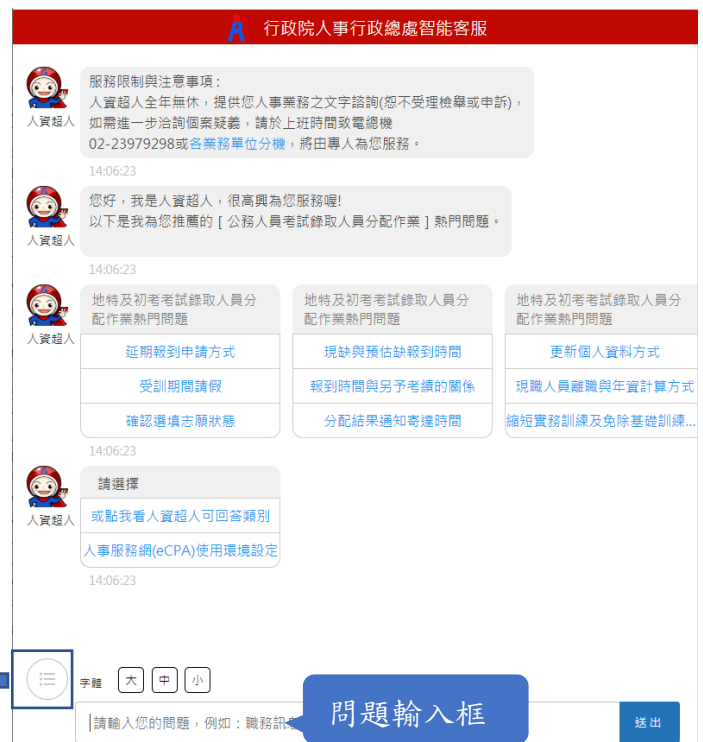 行政院人事行政總處智能客服
服務限制與注意事項：
人資超人全年無休，提供您人事業務之文字諮詢(恕不受理檢舉或申訴)，
如需進一步洽詢個案疑義，請於上班時間致電總機
02-23979298或各業務單位分機，將由專人為您服務。
人資超人
14:06:23
您好，我是人資超人，很高興為您服務喔!
以下是我為您推薦的 [ 公務人員考試錄取人員分配作業 ] 熱門問題。
人資超人
14:06:23
地特及初考考試錄取人員分
配作業熱門問題
延期報到申請方式
受訓期間請假
確認選填志願狀態
地特及初考考試錄取人員分
配作業熱門問題
現缺與預估缺報到時間
報到時間與另予考績的關係
分配結果通知寄達時間
地特及初考考試錄取人員分
配作業熱門問題
更新個人資料方式
現職人員離職與年資計算方式
縮短實務訓練及免除基礎訓練...
人資超人
14:06:23
請選擇
或點我看人資超人可回答類別
人事服務網(eCPA)使用環境設定
人資超人
14:06:23
字體 大 中 小
請輸入您的問題，例如：職務訊
問題輸入框
送出